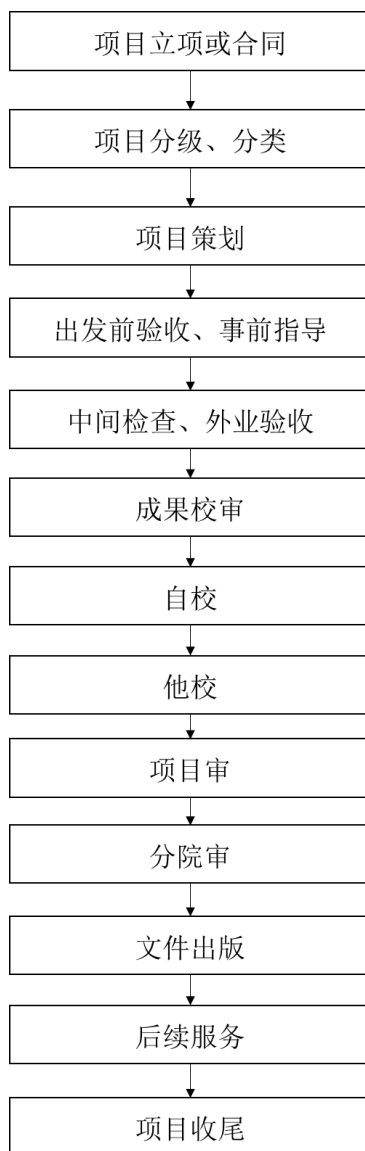 项目立项或合同
项目分级、分类
项目策划
出发前验收、事前指导
中间检查、外业验收
成果校审
自校
他校
项目审
分院审
文件出版
后续服务
项目收尾